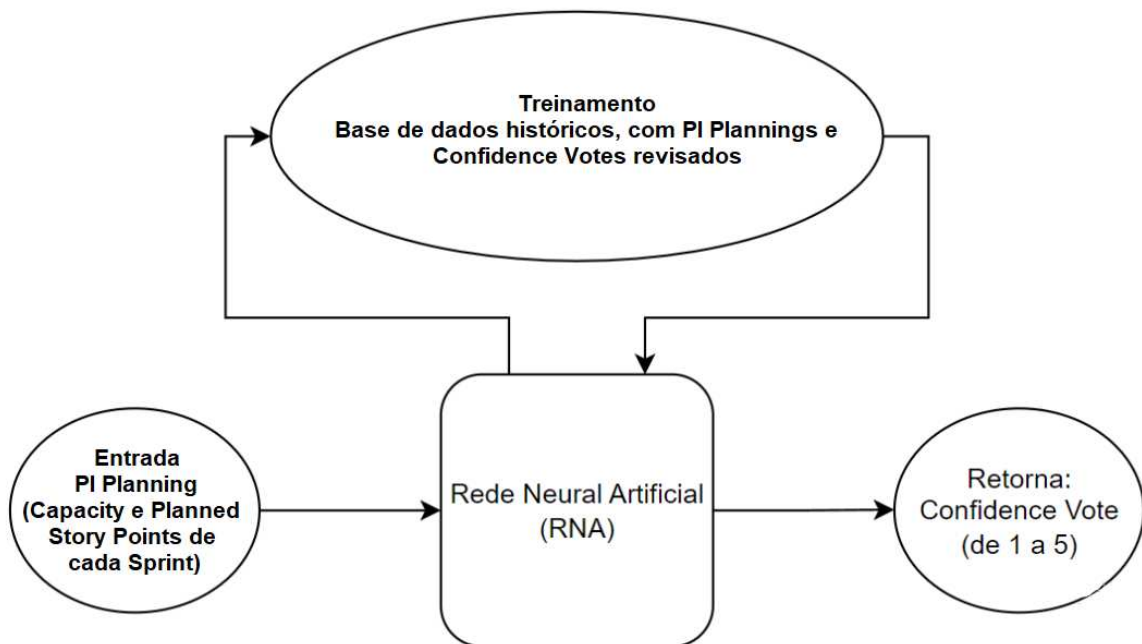 Treinamento
Base de dados históricos, com PI Plannings e
Confidence Votes revisados
Entrada
PI Planning
(Capacity e Planned
Story Points de
cada Sprint)
Rede Neural Artificial
(RNA)
Retorna:
Confidence Vote
(de 1 a 5)